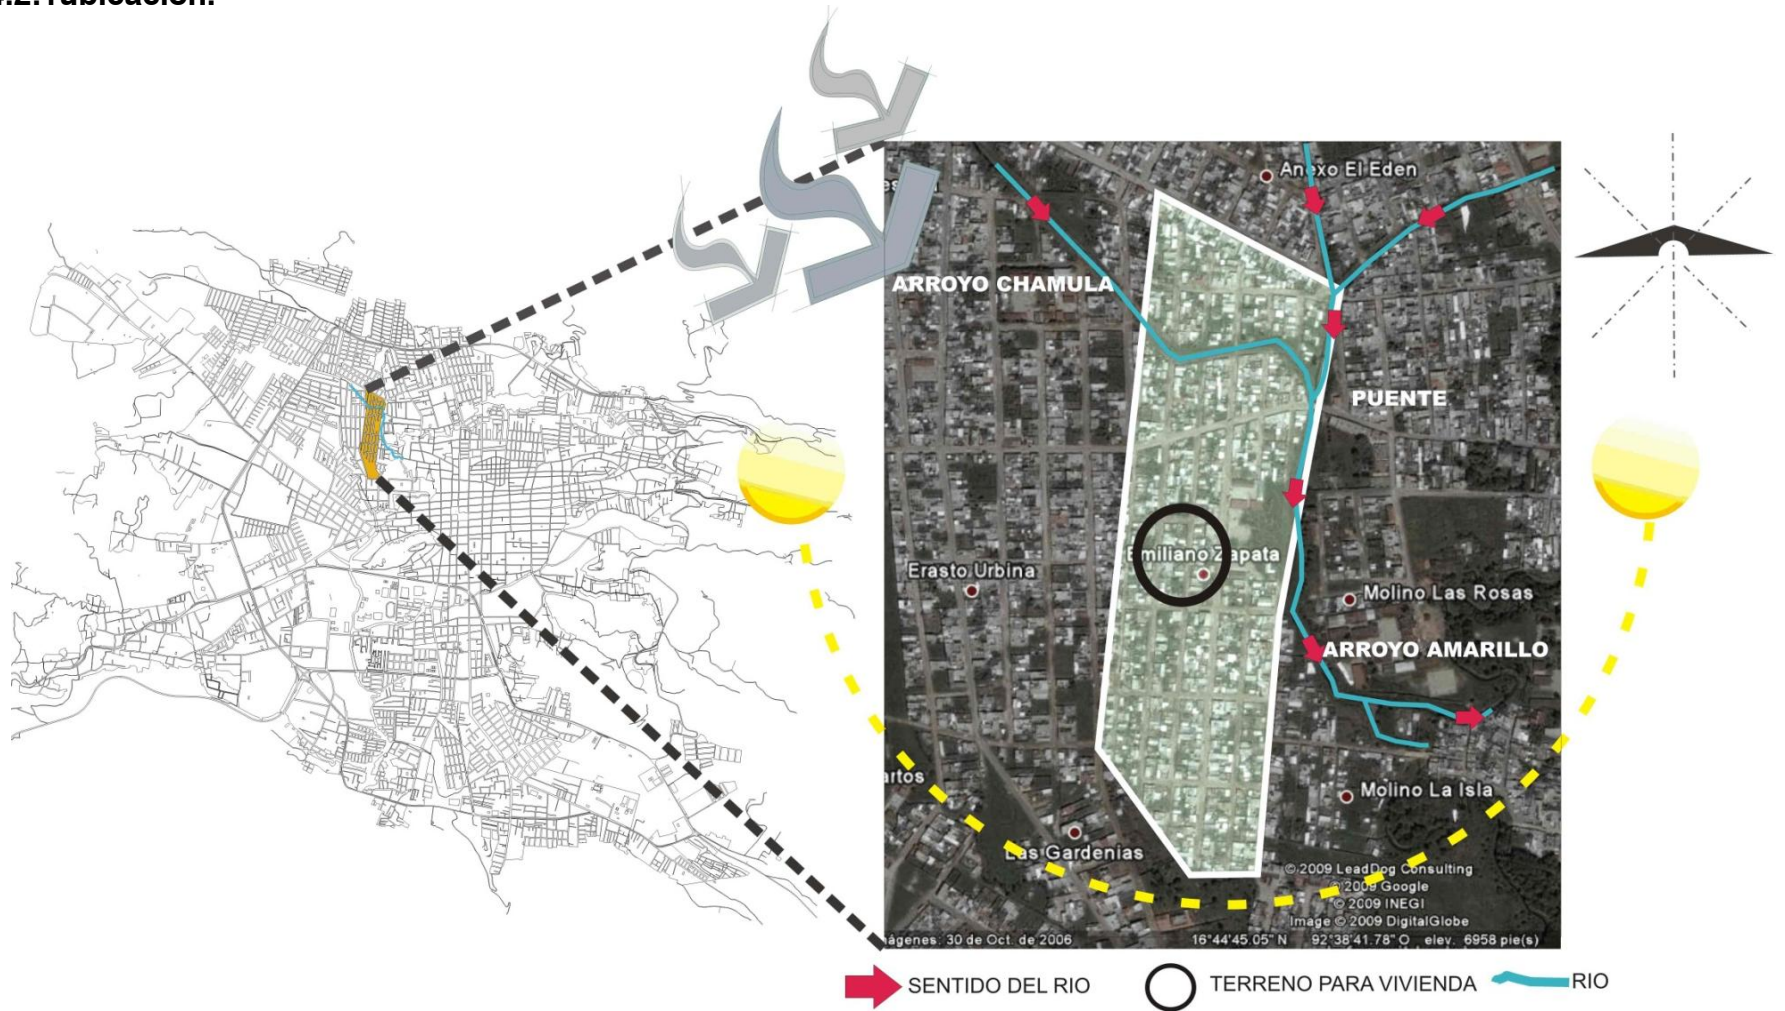 ubicación.
Anexo El Eden
ARROYO CHAMULA
PUENTE
Emiliano Zapata
Erasto Urbina
Molino Las Rosas
ARROYO AMARILLO
Molino La Isla
Las Gardenias
© 2009 LeadDog Consulting
© 2009 Google
© 2009 INEGI
Image © 2009 DigitalGlobe
16°44'45.05" N 92°38'41.78" O elev. 6958 pie(s)
ágenes: 30 de Oct. de 2006
SENTIDO DEL RIO
TERRENO PARA VIVIENDA
RIO